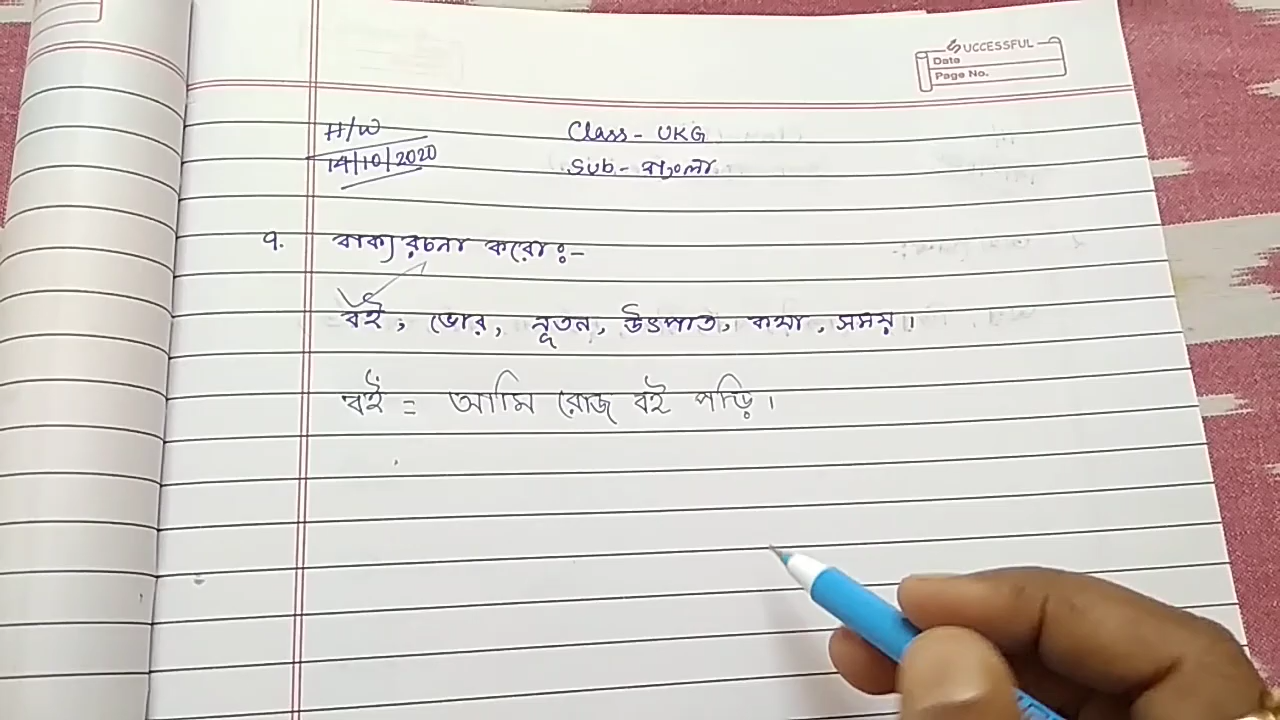 SUCCESSFUL
Date
Page No.
H/W
Class- UKG
14/10/2020
Sub- বাংলা
৭. বাক্য রচনা করো ঃ-
বই, ভোর, নূতন, উৎপাত, কথা, সময়।
বই = আমি রোজ বই পড়ি।